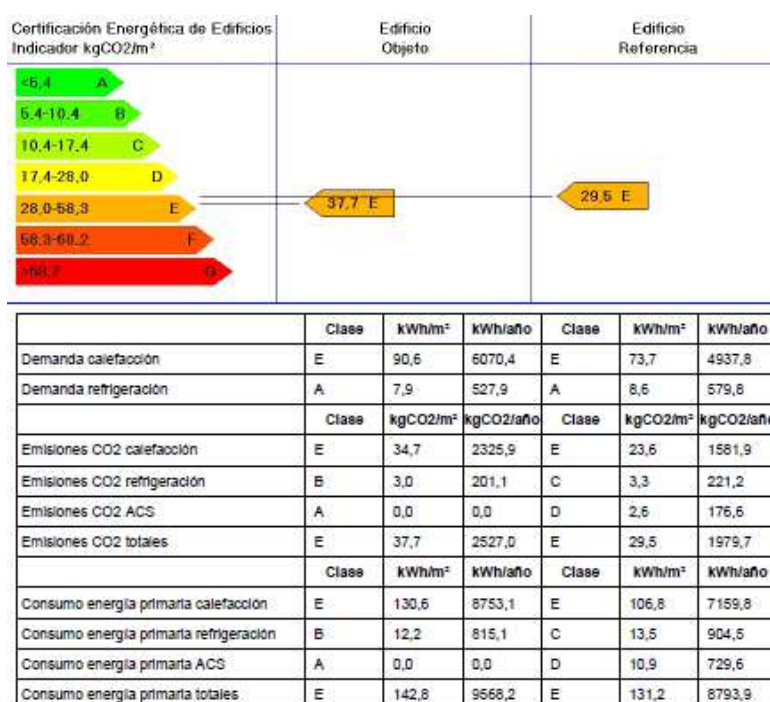 Certificación Energética de Edificios
Indicador kgCO2/m²
Edificio
Objeto
Edificio
Referencia
<5,4 A
5,4-10,4 B
10,4-17,4 C
17,4-28,0 D
28,0-58,3 E
58,3-68,2 F
>68,2 G
37,7 E
29,5 E
Clase kWh/m² kWh/año Clase kWh/m² kWh/año
Demanda calefacción E 90,6 6070,4 E 73,7 4937,8
Demanda refrigeración A 7,9 527,9 A 8,6 579,8
Clase kgCO2/m² kgCO2/año Clase kgCO2/m² kgCO2/año
Emisiones CO2 calefacción E 34,7 2325,9 E 23,6 1581,9
Emisiones CO2 refrigeración B 3,0 201,1 C 3,3 221,2
Emisiones CO2 ACS A 0,0 0,0 D 2,6 176,6
Emisiones CO2 totales E 37,7 2527,0 E 29,5 1979,7
Clase kWh/m² kWh/año Clase kWh/m² kWh/año
Consumo energía primaria calefacción E 130,6 8753,1 E 106,8 7159,8
Consumo energía primaria refrigeración B 12,2 815,1 C 13,5 904,5
Consumo energía primaria ACS A 0,0 0,0 D 10,9 729,6
Consumo energía primaria totales E 142,8 9568,2 E 131,2 8793,9